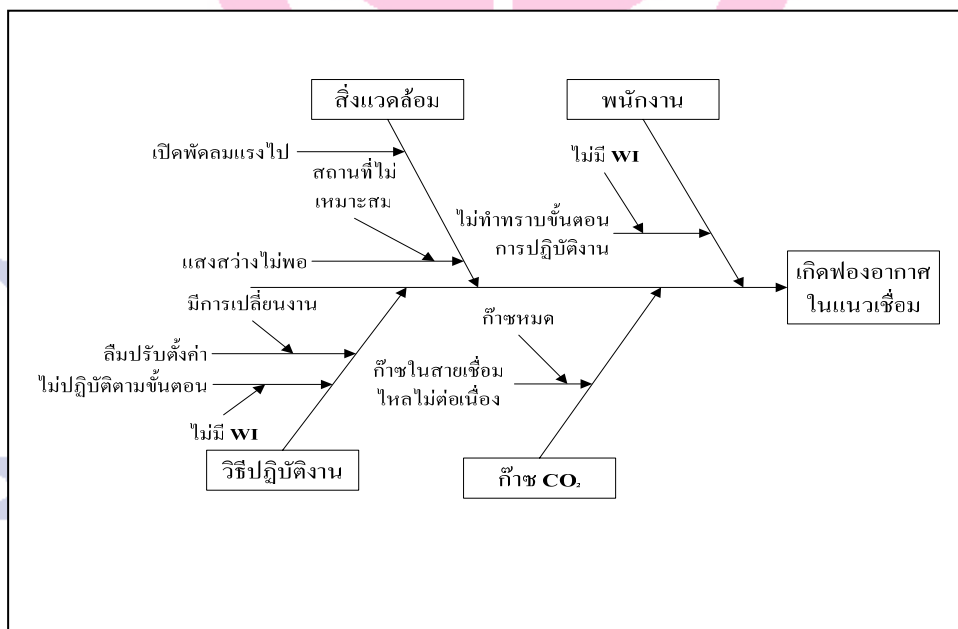 สิ่งแวดล้อม
พนักงาน
เปิดพัดลมแรงไป
สถานที่ไม่
เหมาะสม
แสงสว่างไม่พอ
ไม่มี WI
ไม่ทำทราบขั้นตอน
การปฏิบัติงาน
เกิดฟองอากาศ
ในแนวเชื่อม
มีการเปลี่ยนงาน
ลืมปรับตั้งค่า
ไม่ปฏิบัติตามขั้นตอน
ไม่มี WI
วิธีปฏิบัติงาน
ก๊าซหมด
ก๊าซในสายเชื่อม
ไหลไม่ต่อเนื่อง
ก๊าซ CO₂